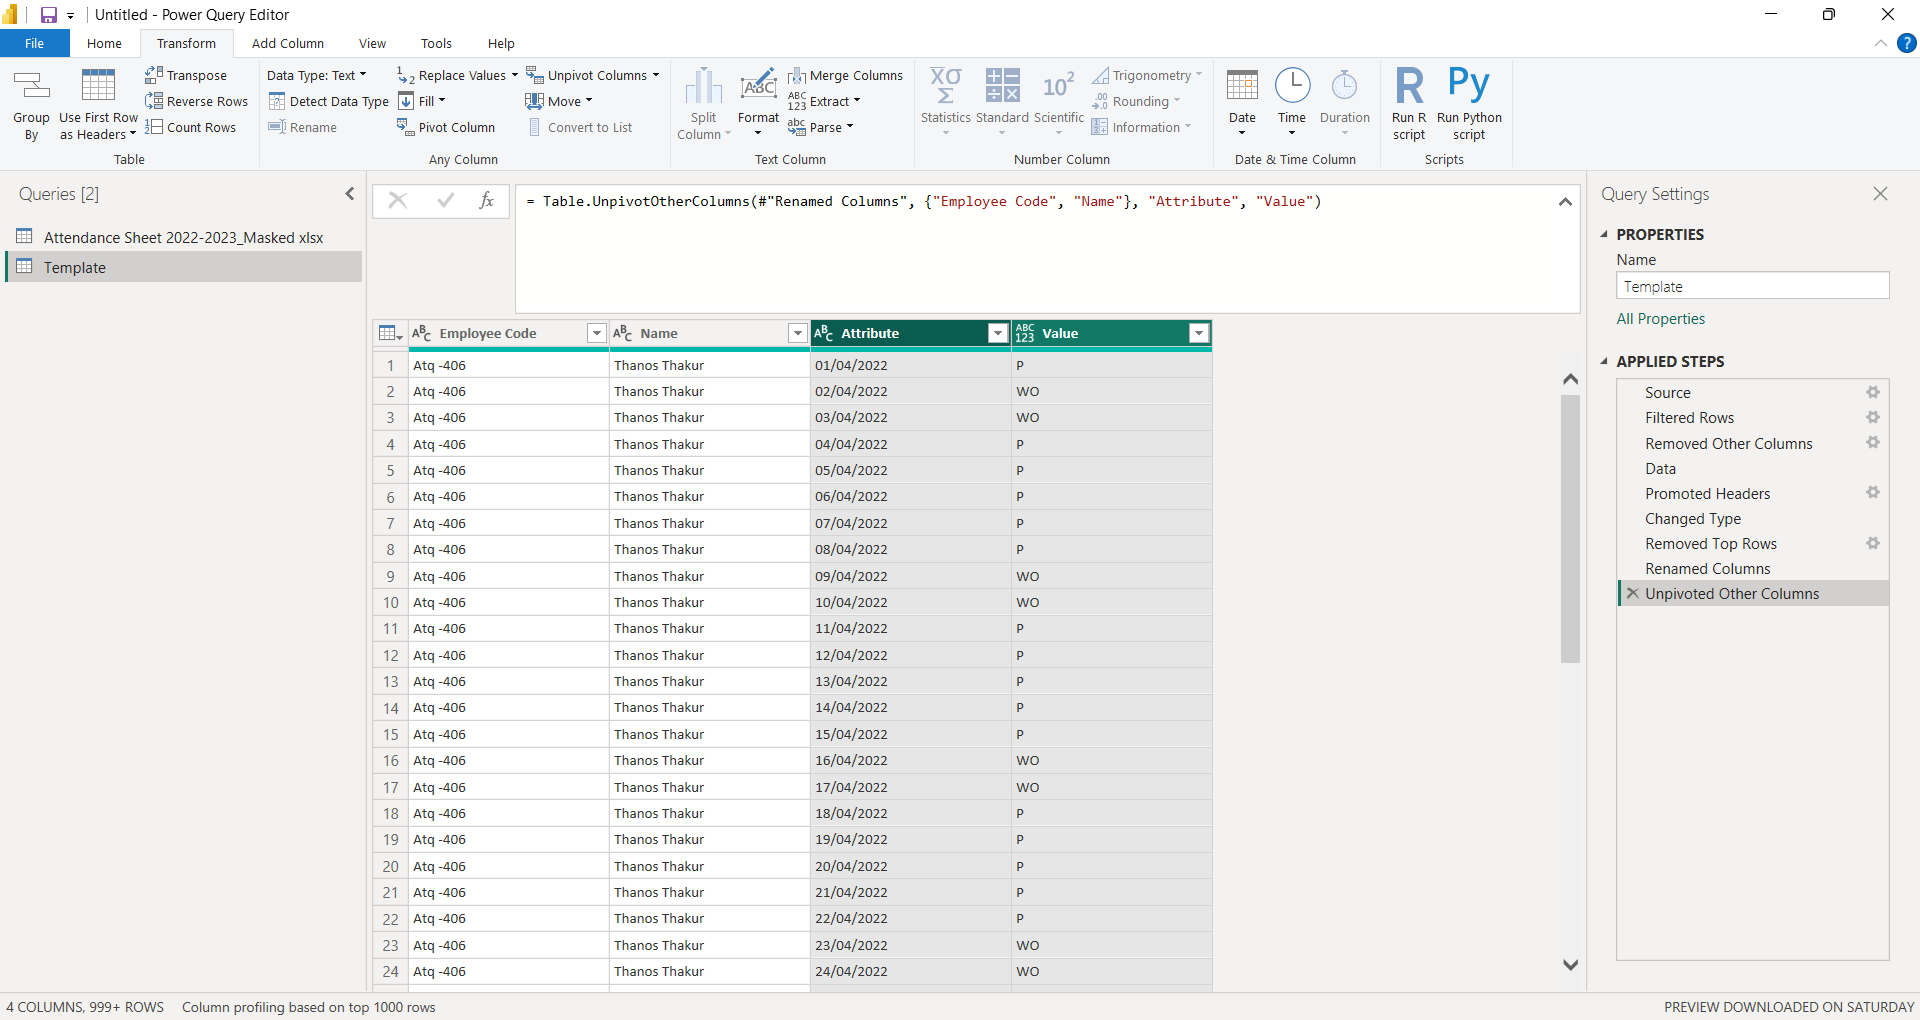 Untitled - Power Query Editor
File Home Transform Add Column View Tools Help
Group By
Use First Row as Headers
Transpose
Reverse Rows
Count Rows
Table
Data Type: Text
Detect Data Type
Rename
Replace Values
Fill
Pivot Column
Unpivot Columns
Move
Convert to List
Any Column
Split Column
Format
Merge Columns
Extract
Parse
Text Column
Statistics
Standard
Scientific
Trigonometry
Rounding
Information
Number Column
Date
Time
Duration
Date & Time Column
Run R script
Run Python script
Scripts
Queries [2]
Attendance Sheet 2022-2023_Masked xlsx
Template
= Table.UnpivotOtherColumns(#"Renamed Columns", {"Employee Code", "Name"}, "Attribute", "Value")
Employee Code Name Attribute Value
1 Atq -406 Thanos Thakur 01/04/2022 P
2 Atq -406 Thanos Thakur 02/04/2022 WO
3 Atq -406 Thanos Thakur 03/04/2022 WO
4 Atq -406 Thanos Thakur 04/04/2022 P
5 Atq -406 Thanos Thakur 05/04/2022 P
6 Atq -406 Thanos Thakur 06/04/2022 P
7 Atq -406 Thanos Thakur 07/04/2022 P
8 Atq -406 Thanos Thakur 08/04/2022 P
9 Atq -406 Thanos Thakur 09/04/2022 WO
10 Atq -406 Thanos Thakur 10/04/2022 WO
11 Atq -406 Thanos Thakur 11/04/2022 P
12 Atq -406 Thanos Thakur 12/04/2022 P
13 Atq -406 Thanos Thakur 13/04/2022 P
14 Atq -406 Thanos Thakur 14/04/2022 P
15 Atq -406 Thanos Thakur 15/04/2022 P
16 Atq -406 Thanos Thakur 16/04/2022 WO
17 Atq -406 Thanos Thakur 17/04/2022 WO
18 Atq -406 Thanos Thakur 18/04/2022 P
19 Atq -406 Thanos Thakur 19/04/2022 P
20 Atq -406 Thanos Thakur 20/04/2022 P
21 Atq -406 Thanos Thakur 21/04/2022 P
22 Atq -406 Thanos Thakur 22/04/2022 P
23 Atq -406 Thanos Thakur 23/04/2022 WO
24 Atq -406 Thanos Thakur 24/04/2022 WO
Query Settings
PROPERTIES
Name
Template
All Properties
APPLIED STEPS
Source
Filtered Rows
Removed Other Columns
Data
Promoted Headers
Changed Type
Removed Top Rows
Renamed Columns
Unpivoted Other Columns
4 COLUMNS, 999+ ROWS Column profiling based on top 1000 rows
PREVIEW DOWNLOADED ON SATURDAY